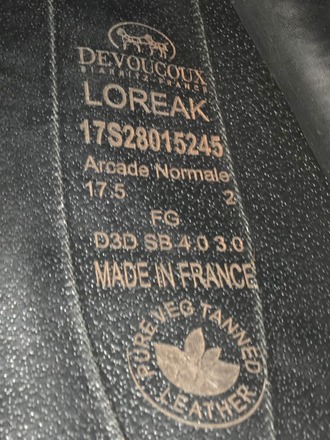 DEVOUCOUX
BIARRITZ-FRANCE
LOREAK
17S28015245
Arcade Normale
17.5 2
FG
D3D SB 4.0 3.0
MADE IN FRANCE
PURE VEG TANNED
LEATHER